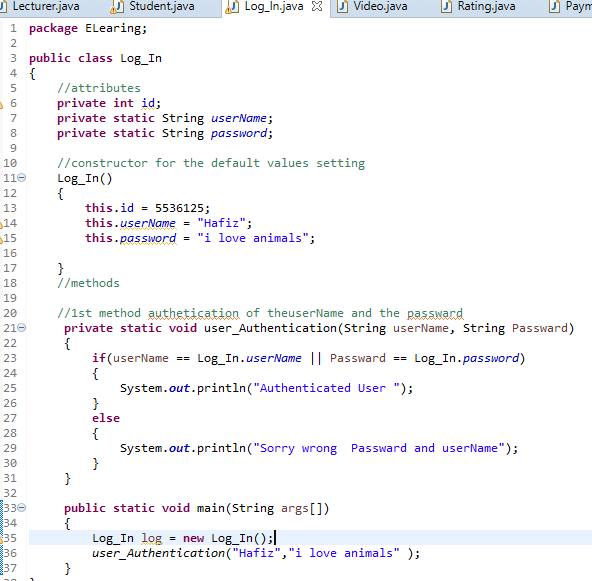 Lecturer.java Student.java Log_In.java Video.java Rating.java Paym
1 package ELearing;
2
3 public class Log_In
4 {
5 //attributes
6 private int id;
7 private static String userName;
8 private static String password;
9
10 //constructor for the default values setting
11 Log_In()
12 {
13 this.id = 5536125;
14 this.userName = "Hafiz";
15 this.password = "i love animals";
16
17 }
18 //methods
19
20 //1st method authetication of theuserName and the passward
21 private static void user_Authentication(String userName, String Passward)
22 {
23 if(userName == Log_In.userName || Passward == Log_In.password)
24 {
25 System.out.println("Authenticated User ");
26 }
27 else
28 {
29 System.out.println("Sorry wrong  Passward and userName");
30 }
31 }
32
33 public static void main(String args[])
34 {
35 Log_In log = new Log_In();
36 user_Authentication("Hafiz","i love animals" );
37 }